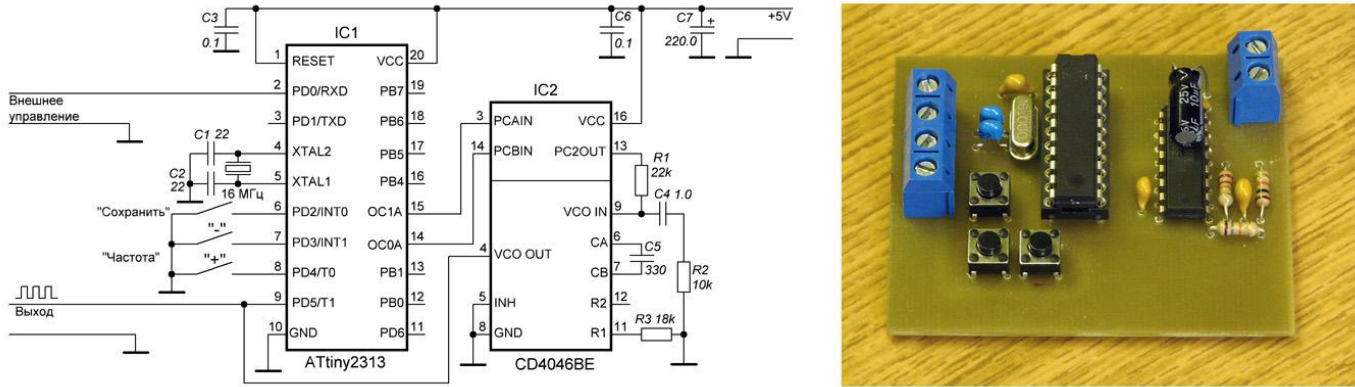 C3
0.1
IC1
C6
0.1
C7
+
220.0
+5V
1
RESET
VCC
20
2
PD0/RXD
PB7
19
Внешнее
управление
3
PD1/TXD
PB6
18
C1 22
4
XTAL2
PB5
17
C2
22
5
XTAL1
PB4
16
16 МГц
"Сохранить"
6
PD2/INT0
OC1A
15
"-"
7
PD3/INT1
OC0A
14
"Частота"
"+"
8
PD4/T0
PB1
13
9
PD5/T1
PB0
12
Выход
10
GND
PD6
11
ATtiny2313
IC2
3
PCAIN
VCC
16
14
PCBIN
PC2OUT
13
R1
22k
C4 1.0
VCO IN
9
CA
6
C5
4
VCO OUT
CB
7
330
R2
10k
5
INH
R2
12
8
GND
R1
11
R3 18k
CD4046BE
25V
10µF